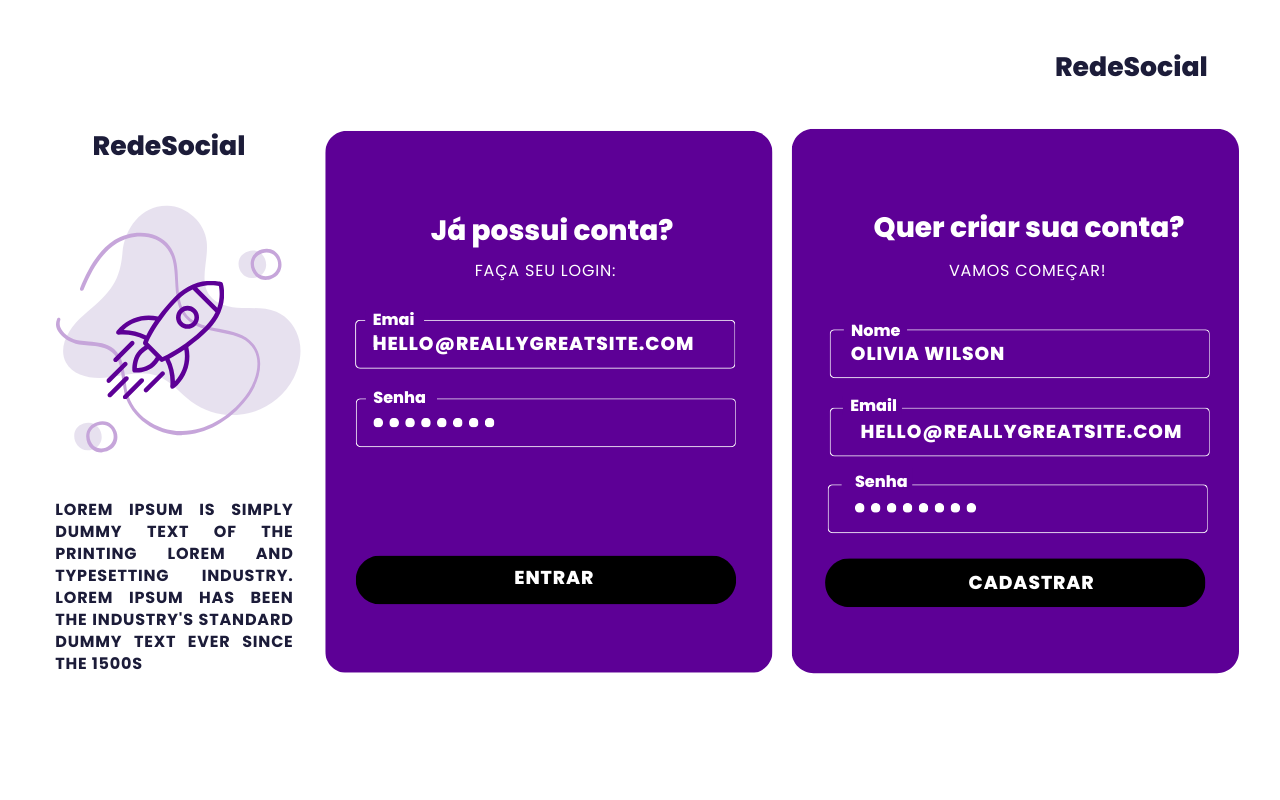 RedeSocial
RedeSocial
LOREM IPSUM IS SIMPLY
DUMMY TEXT OF THE
PRINTING LOREM AND
TYPESETTING INDUSTRY.
LOREM IPSUM HAS BEEN
THE INDUSTRY'S STANDARD
DUMMY TEXT EVER SINCE
THE 1500S
Já possui conta?
FAÇA SEU LOGIN:
Emai
HELLO@REALLYGREATSITE.COM
Senha
ENTRAR
Quer criar sua conta?
VAMOS COMEÇAR!
Nome
OLIVIA WILSON
Email
HELLO@REALLYGREATSITE.COM
Senha
CADASTRAR